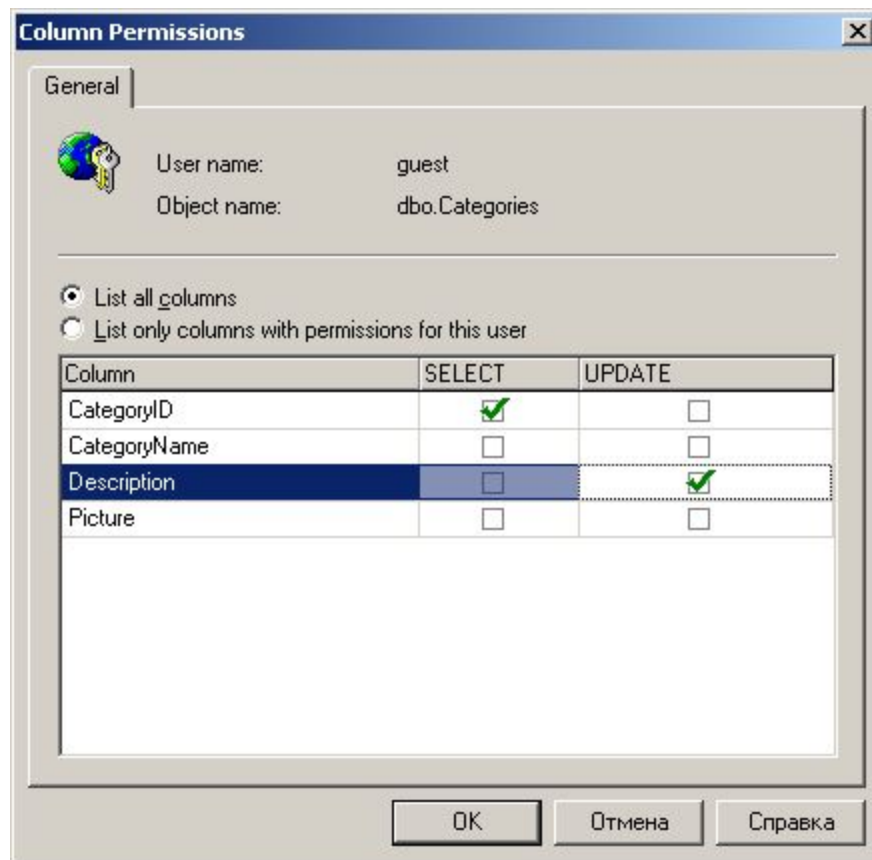 Column Permissions
General
User name: guest
Object name: dbo.Categories
List all columns
List only columns with permissions for this user
Column SELECT UPDATE
CategoryID
CategoryName
Description
Picture
OK Отмена Справка